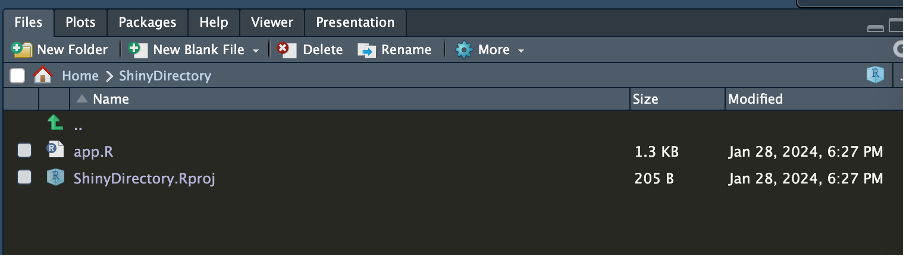 Files Plots Packages Help Viewer Presentation
New Folder New Blank File Delete Rename More
Home ShinyDirectory
Name Size Modified
..
app.R 1.3 KB Jan 28, 2024, 6:27 PM
ShinyDirectory.Rproj 205 B Jan 28, 2024, 6:27 PM